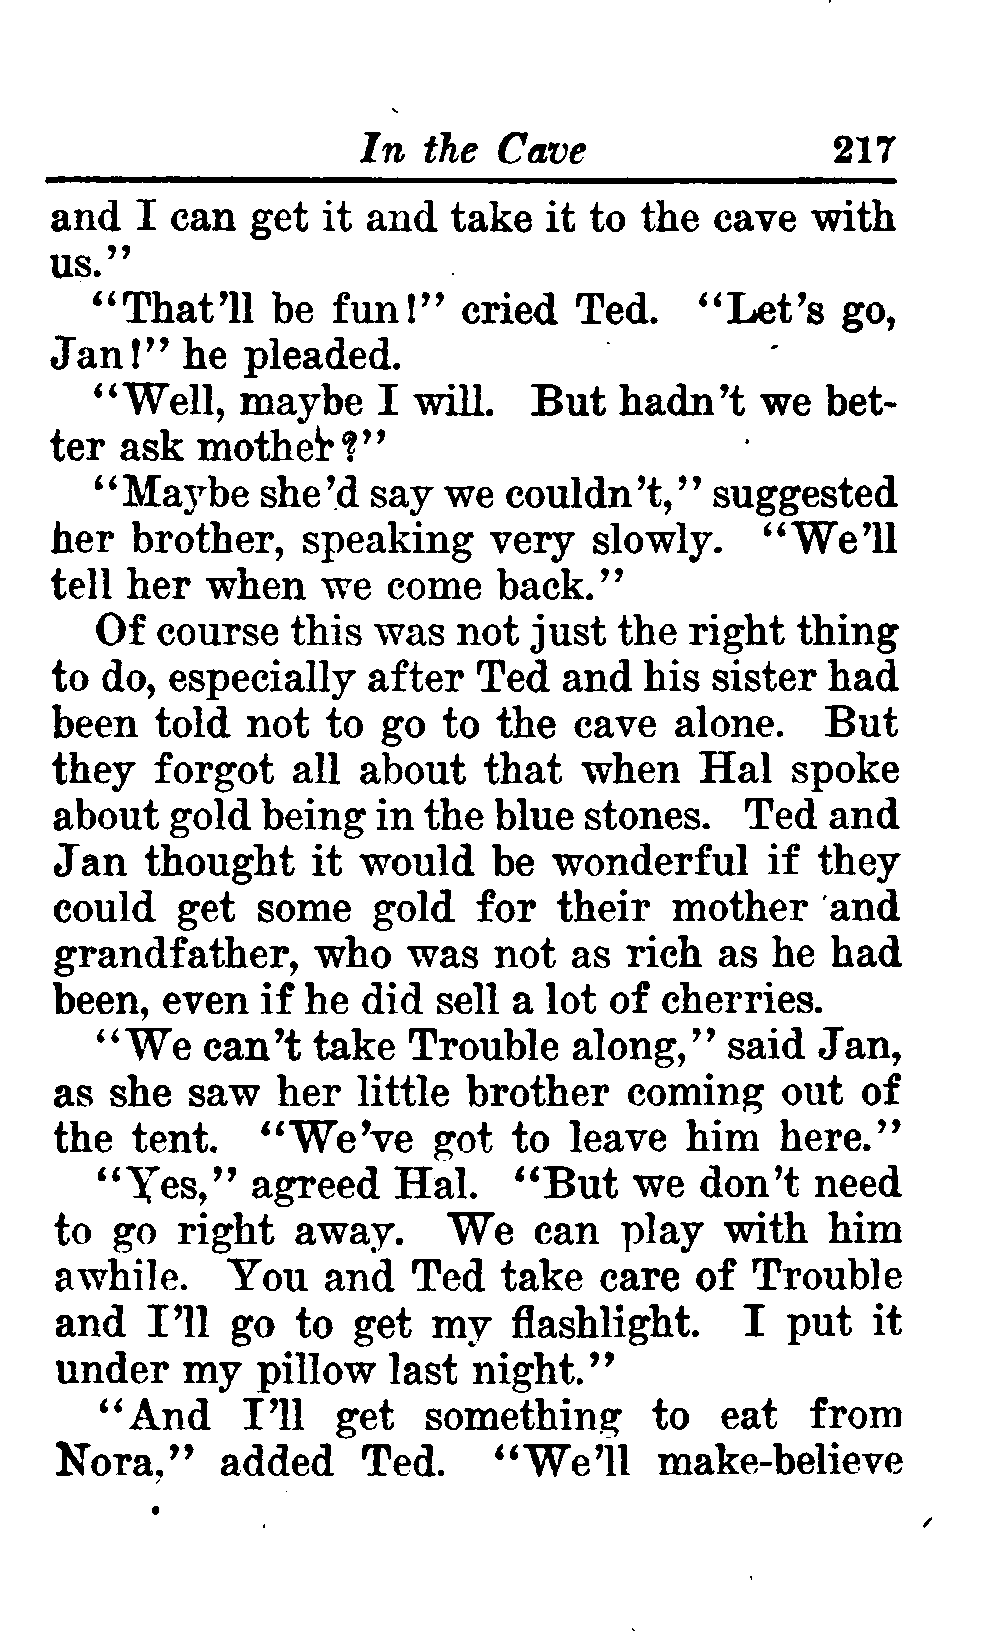 In the Cave 217
and I can get it and take it to the cave with
us."
"That'll be fun!" cried Ted. "Let's go,
Jan!" he pleaded.
"Well, maybe I will. But hadn't we bet-
ter ask mother?"
"Maybe she'd say we couldn't," suggested
her brother, speaking very slowly. "We'll
tell her when we come back."
Of course this was not just the right thing
to do, especially after Ted and his sister had
been told not to go to the cave alone. But
they forgot all about that when Hal spoke
about gold being in the blue stones. Ted and
Jan thought it would be wonderful if they
could get some gold for their mother and
grandfather, who was not as rich as he had
been, even if he did sell a lot of cherries.
"We can't take Trouble along," said Jan,
as she saw her little brother coming out of
the tent. "We've got to leave him here."
"Yes," agreed Hal. "But we don't need
to go right away. We can play with him
awhile. You and Ted take care of Trouble
and I'll go to get my flashlight. I put it
under my pillow last night."
"And I'll get something to eat from
Nora," added Ted. "We'll make-believe